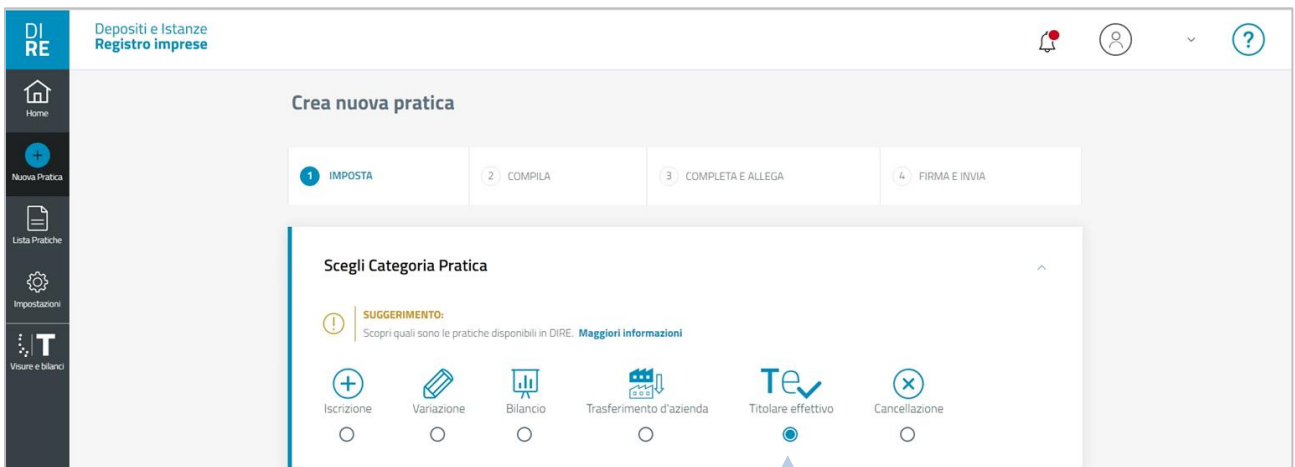 DI
RE
Depositi e Istanze
Registro imprese
?
Home
Nuova Pratica
Lista Pratiche
Impostazioni
T
Visure e bilanci
Crea nuova pratica
1 IMPOSTA
2 COMPILA
3 COMPLETA E ALLEGA
4 FIRMA E INVIA
Scegli Categoria Pratica
SUGGERIMENTO:
Scopri quali sono le pratiche disponibili in DIRE. Maggiori informazioni
Te
Iscrizione
Variazione
Bilancio
Trasferimento d'azienda
Titolare effettivo
Cancellazione